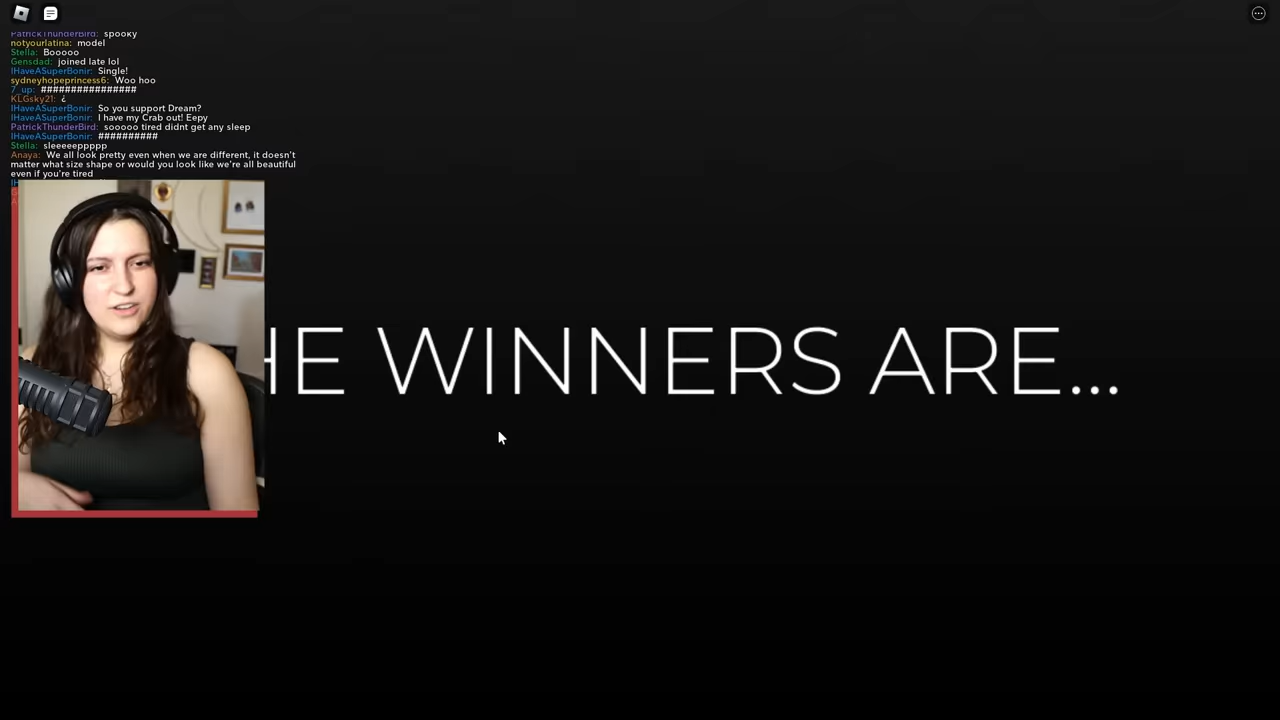 PatrickThunderBird: spooky
notyourlatina: model
Stella: Booooo
Gensdad: joined late lol
IHaveASuperBonir: Single!
sydneyhopeprincess6: Woo hoo
7_up: ################
KLGsky21: ¿
IHaveASuperBonir: So you support Dream?
IHaveASuperBonir: I have my Crab out! Eepy
PatrickThunderBird: sooooo tired didnt get any sleep
IHaveASuperBonir: ##########
Stella: sleeeeeppppp
Anaya: We all look pretty even when we are different, it doesn't
matter what size shape or would you look like we're all beautiful
even if you're tired
HE WINNERS ARE...